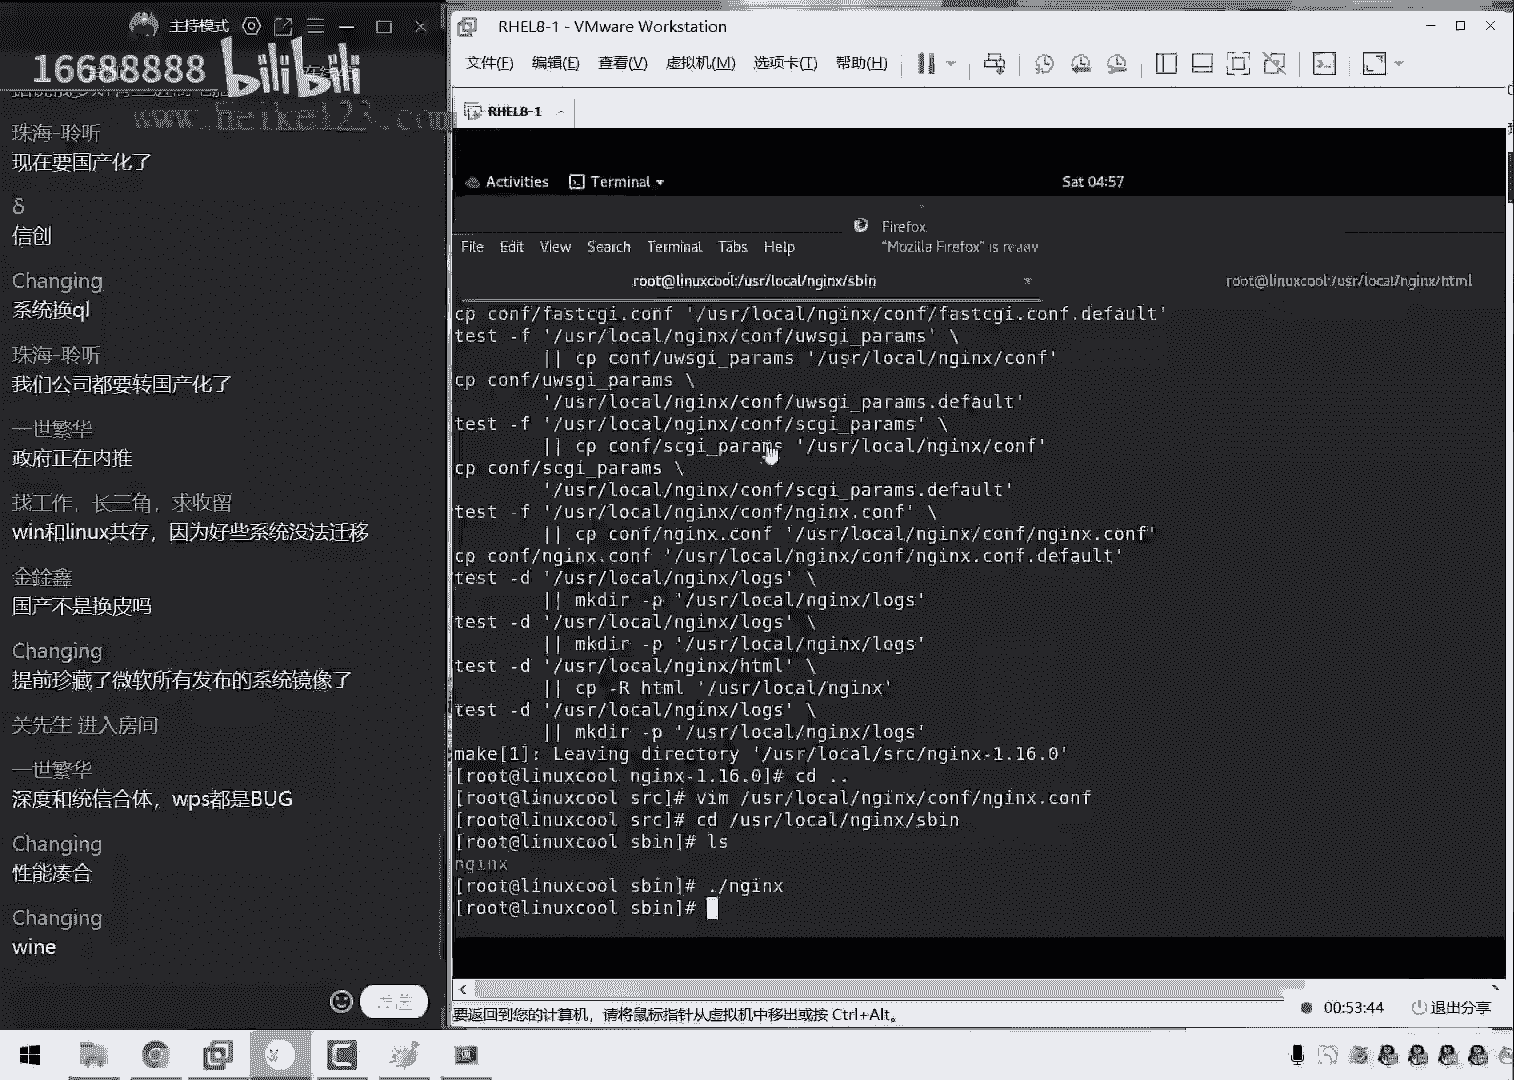 主持模式
16688888
bilibili
珠海-聆听
现在要国产化了
δ
信创
Changing
系统换ql
珠海-聆听
我们公司都要转国产化了
一世繁华
政府正在内推
找工作，长三角，求收留
win和linux共存，因为好些系统没法迁移
金銓鑫
国产不是换皮吗
Changing
提前珍藏了微软所有发布的系统镜像了
关先生 进入房间
一世繁华
深度和统信合体，wps都是BUG
Changing
性能凑合
Changing
wine
RHEL8-1 - VMware Workstation
文件(F) 编辑(E) 查看(V) 虚拟机(M) 选项卡(T) 帮助(H)
RHEL8-1
Activities Terminal Sat 04:57
Firefox
"Mozilla Firefox" is ready
File Edit View Search Terminal Tabs Help
root@linuxcool:/usr/local/nginx/sbin × root@linuxcool:/usr/local/nginx/html
cp conf/fastcgi.conf '/usr/local/nginx/conf/fastcgi.conf.default'
test -f '/usr/local/nginx/conf/uwsgi_params' \
|| cp conf/uwsgi_params '/usr/local/nginx/conf'
cp conf/uwsgi_params \
'/usr/local/nginx/conf/uwsgi_params.default'
test -f '/usr/local/nginx/conf/scgi_params' \
|| cp conf/scgi_params '/usr/local/nginx/conf'
cp conf/scgi_params \
'/usr/local/nginx/conf/scgi_params.default'
test -f '/usr/local/nginx/conf/nginx.conf' \
|| cp conf/nginx.conf '/usr/local/nginx/conf/nginx.conf'
cp conf/nginx.conf '/usr/local/nginx/conf/nginx.conf.default'
test -d '/usr/local/nginx/logs' \
|| mkdir -p '/usr/local/nginx/logs'
test -d '/usr/local/nginx/logs' \
|| mkdir -p '/usr/local/nginx/logs'
test -d '/usr/local/nginx/html' \
|| cp -R html '/usr/local/nginx'
test -d '/usr/local/nginx/logs' \
|| mkdir -p '/usr/local/nginx/logs'
make[1]: Leaving directory '/usr/local/src/nginx-1.16.0'
[root@linuxcool nginx-1.16.0]# cd ..
[root@linuxcool src]# vim /usr/local/nginx/conf/nginx.conf
[root@linuxcool src]# cd /usr/local/nginx/sbin
[root@linuxcool sbin]# ls
nginx
[root@linuxcool sbin]# ./nginx
[root@linuxcool sbin]#
要返回到您的计算机，请将鼠标指针从虚拟机中移出或按 Ctrl+Alt。
00:53:44 退出分享